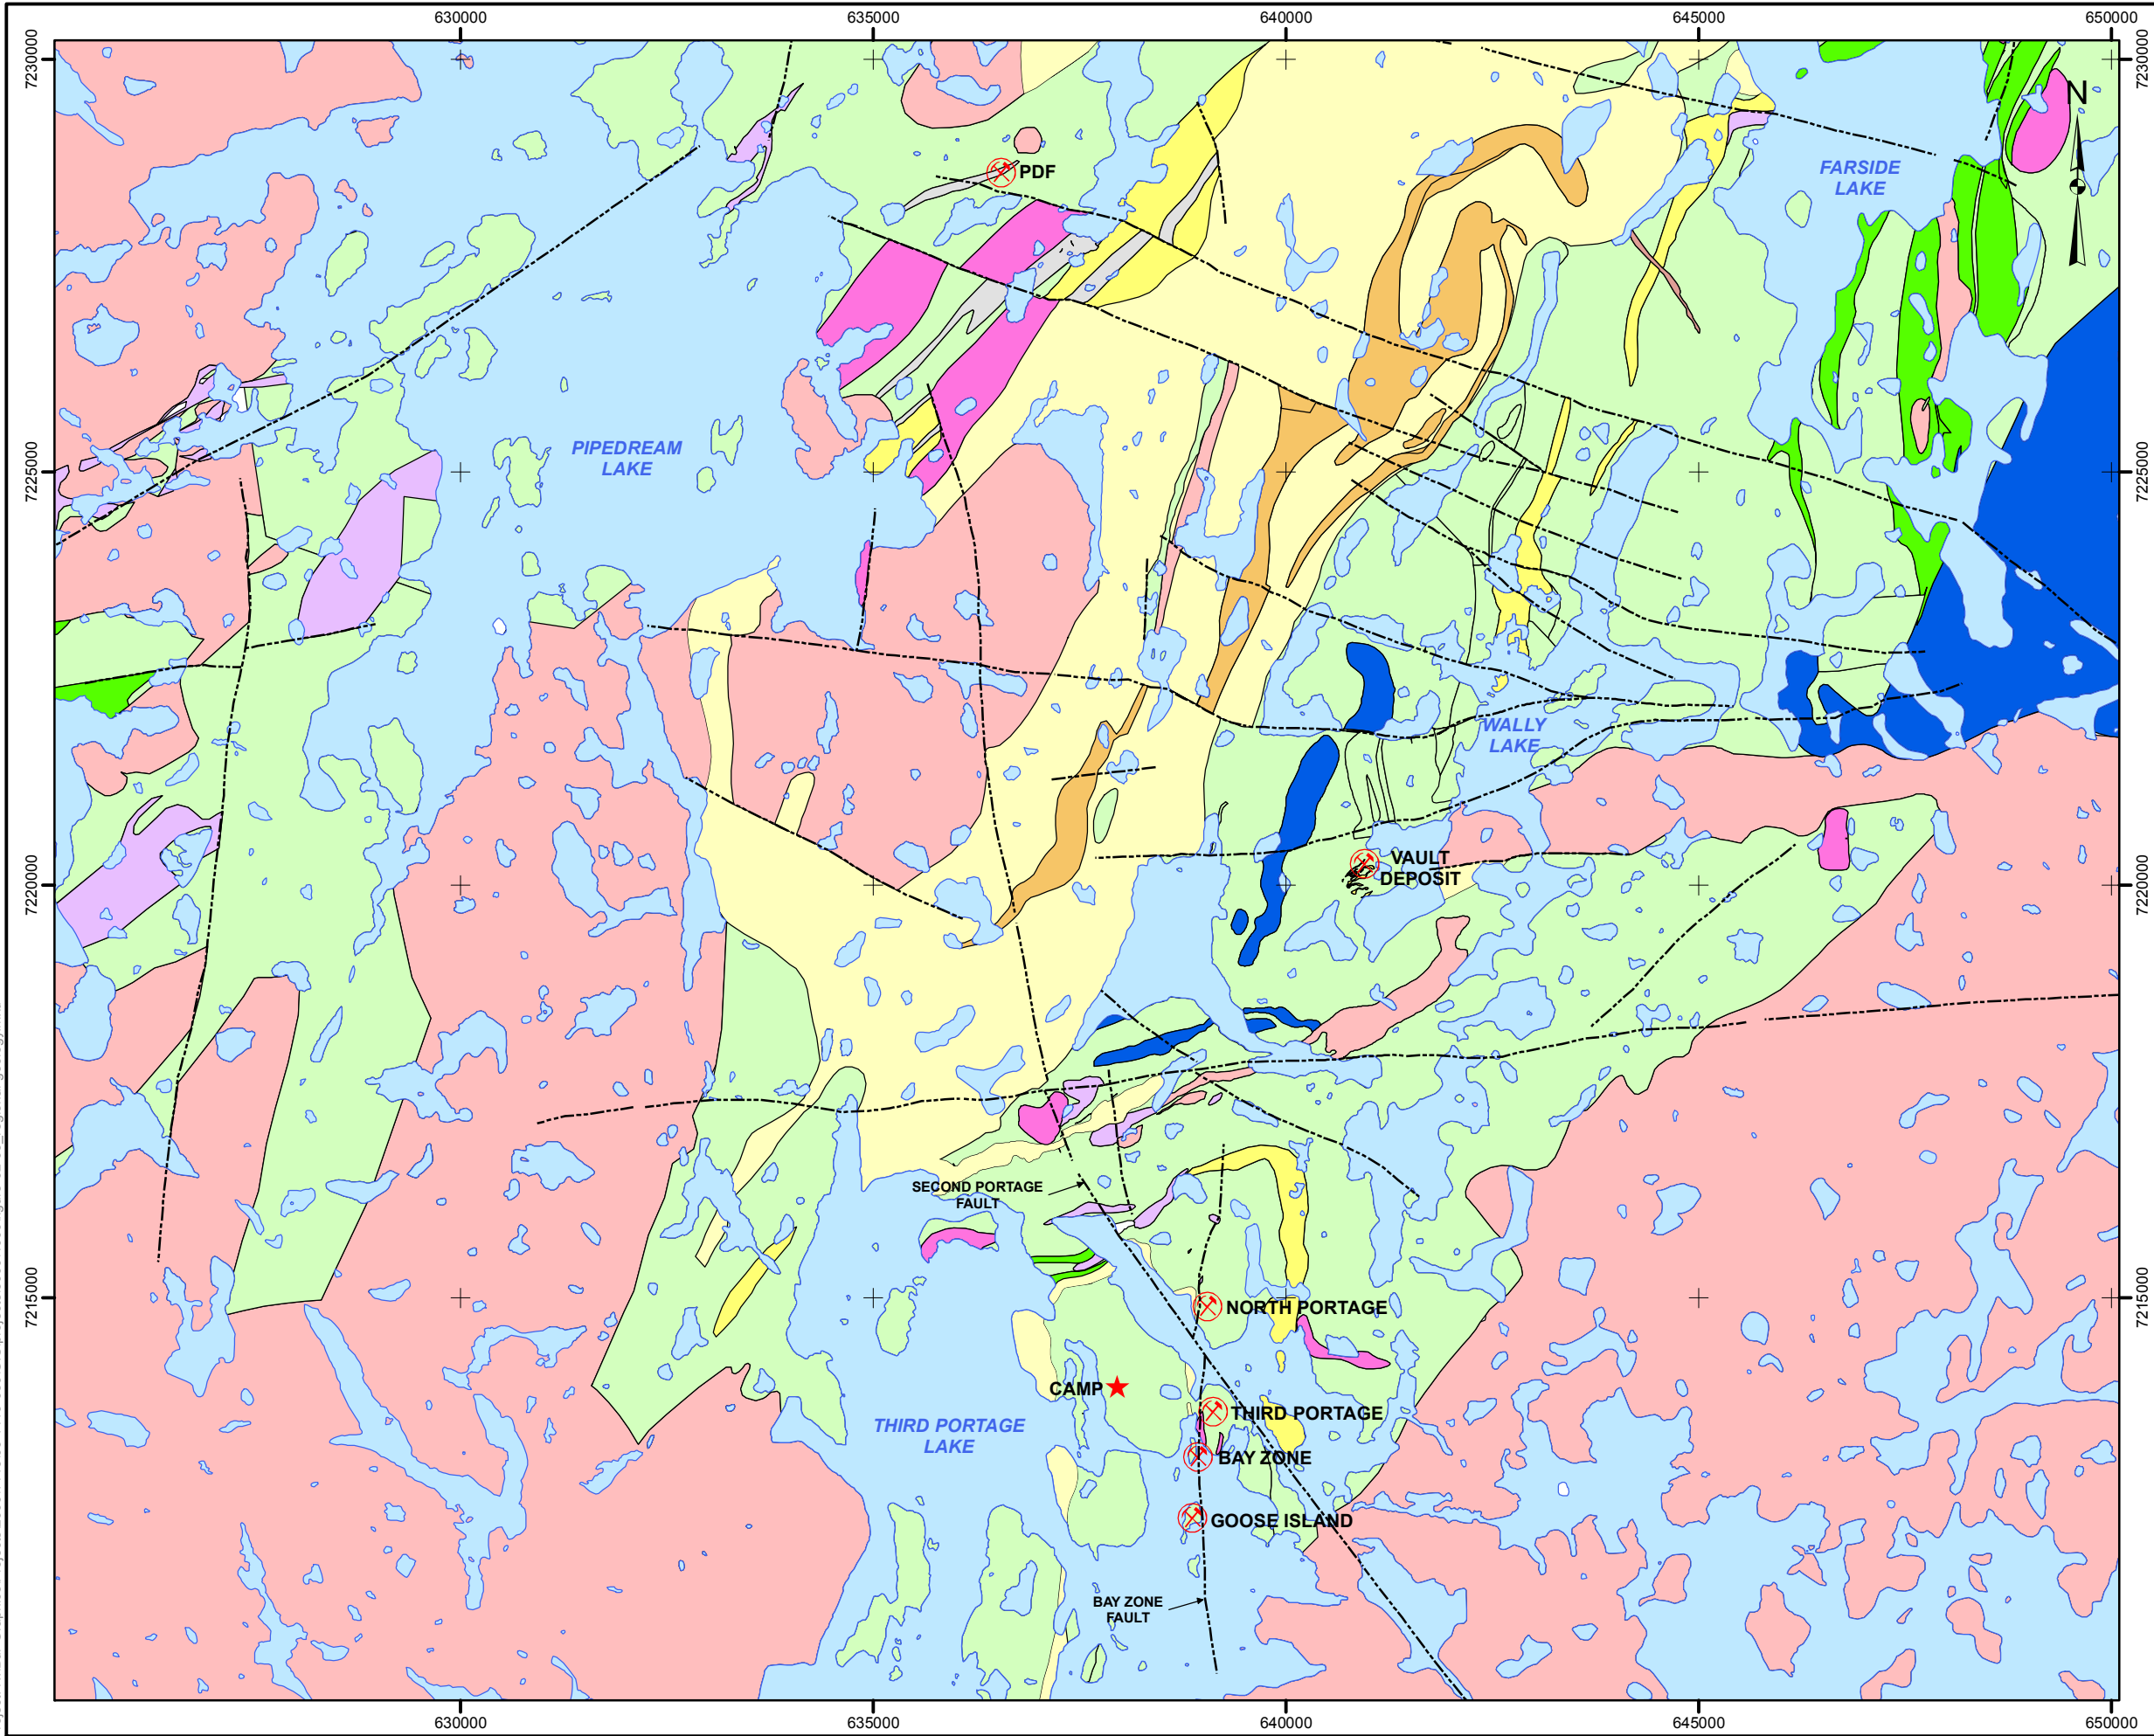 630000
635000
640000
645000
650000
7230000
7230000
N
FARSIDE
LAKE
PDF
PIPEDREAM
LAKE
7225000
7225000
WALLY
LAKE
VAULT
DEPOSIT
7220000
7220000
SECOND PORTAGE
FAULT
7215000
7215000
NORTH PORTAGE
CAMP
THIRD PORTAGE
THIRD PORTAGE
LAKE
BAY ZONE
GOOSE ISLAND
BAY ZONE
FAULT
630000
635000
640000
645000
650000